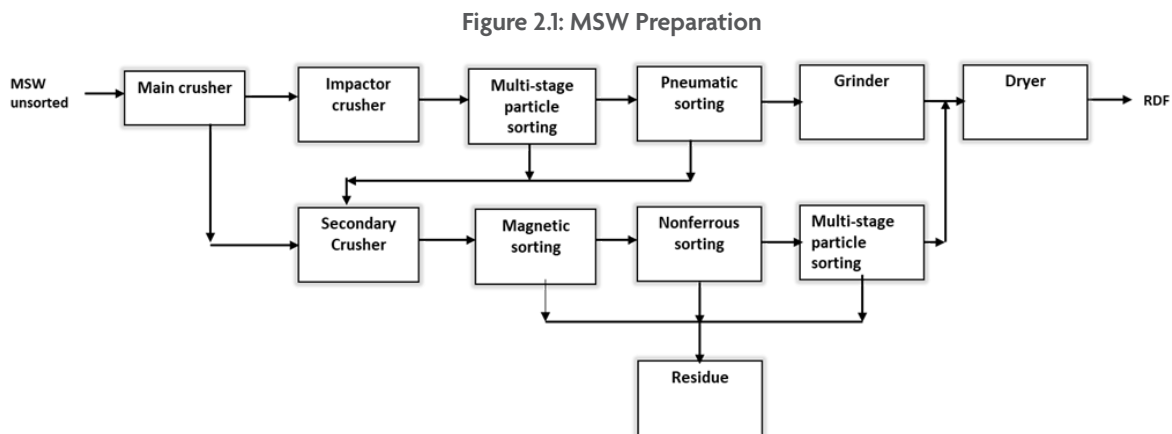 Figure 2.1: MSW Preparation
MSW
unsorted
Main crusher
Impactor
crusher
Multi-stage
particle
sorting
Pneumatic
sorting
Grinder
Dryer
RDF
Secondary
Crusher
Magnetic
sorting
Nonferrous
sorting
Multi-stage
particle
sorting
Residue